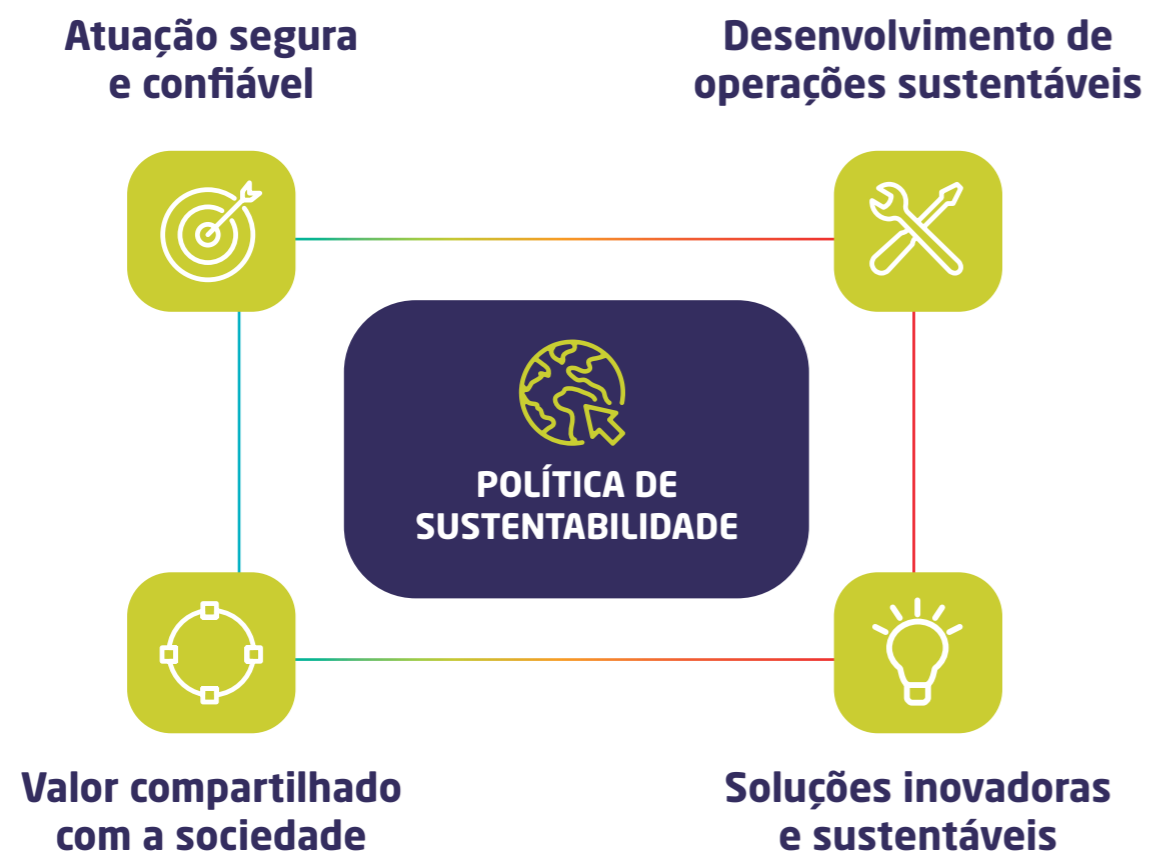 Atuação segura
e confiável
Desenvolvimento de
operações sustentáveis
POLÍTICA DE
SUSTENTABILIDADE
Valor compartilhado
com a sociedade
Soluções inovadoras
e sustentáveis